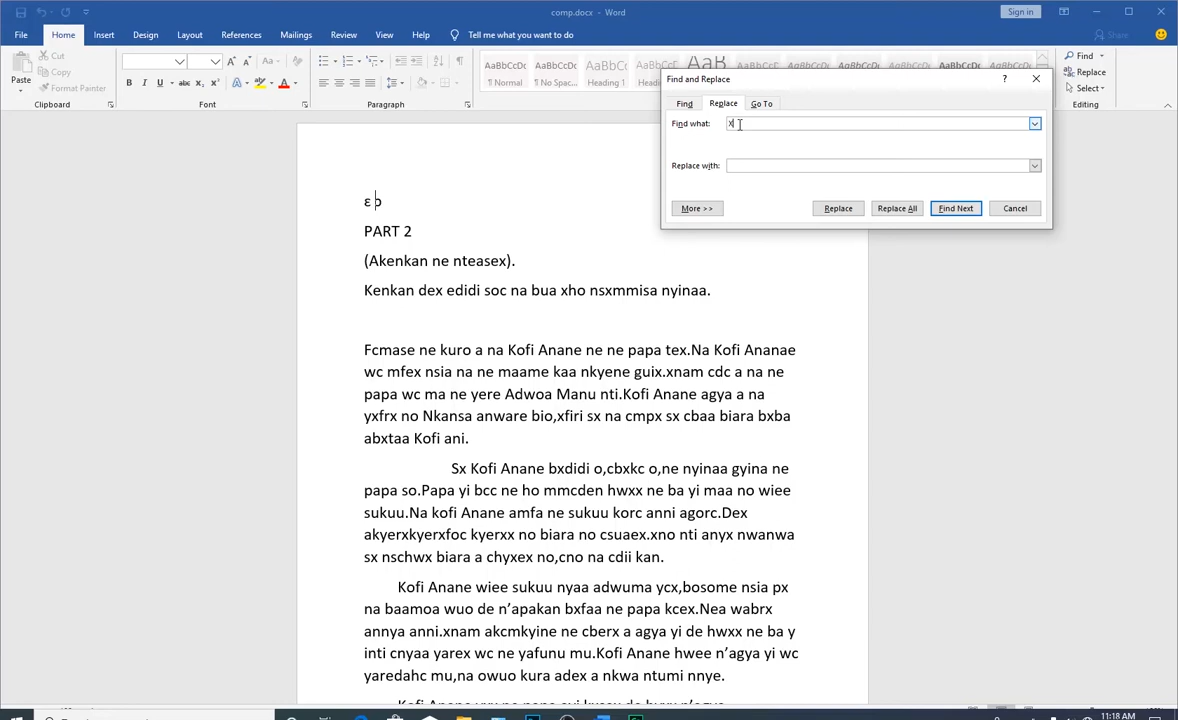 comp.docx - Word
Sign in
File Home Insert Design Layout References Mailings Review View Help Tell me what you want to do Share
Paste
Cut
Copy
Format Painter
Clipboard
Font
Paragraph
AaBbCcDc
¶ Normal
AaBbCcDc
¶ No Spac...
AaBbCc
Heading 1
Find
Replace
Select
Editing
Find and Replace
Find Replace Go To
Find what: X
Replace with:
More >> Replace Replace All Find Next Cancel
ε ɔ
PART 2
(Akenkan ne nteasex).
Kenkan dex edidi soc na bua xho nsxmmisa nyinaa.
Fcmase ne kuro a na Kofi Anane ne ne papa tex.Na Kofi Ananae
wc mfex nsia na ne maame kaa nkyene guix.xnam cdc a na ne
papa wc ma ne yere Adwoa Manu nti.Kofi Anane agya a na
yxfrx no Nkansa anware bio,xfiri sx na cmpx sx cbaa biara bxba
abxtaa Kofi ani.
Sx Kofi Anane bxdidi o,cbxkc o,ne nyinaa gyina ne
papa so.Papa yi bcc ne ho mmcden hwxx ne ba yi maa no wiee
sukuu.Na kofi Anane amfa ne sukuu korc anni agorc.Dex
akyerxkyerxfoc kyerxx no biara no csuaex.xno nti anyx nwanwa
sx nschwx biara a chyxex no,cno na cdii kan.
Kofi Anane wiee sukuu nyaa adwuma ycx,bosome nsia px
na baamoa wuo de n’apakan bxfaa ne papa kcex.Nea wabrx
annya anni.xnam akcmkyine ne cberx a agya yi de hwxx ne ba y
inti cnyaa yarex wc ne yafunu mu.Kofi Anane hwee n’agya yi wc
yaredahc mu,na owuo kura adex a nkwa ntumi nnye.
11:18 AM